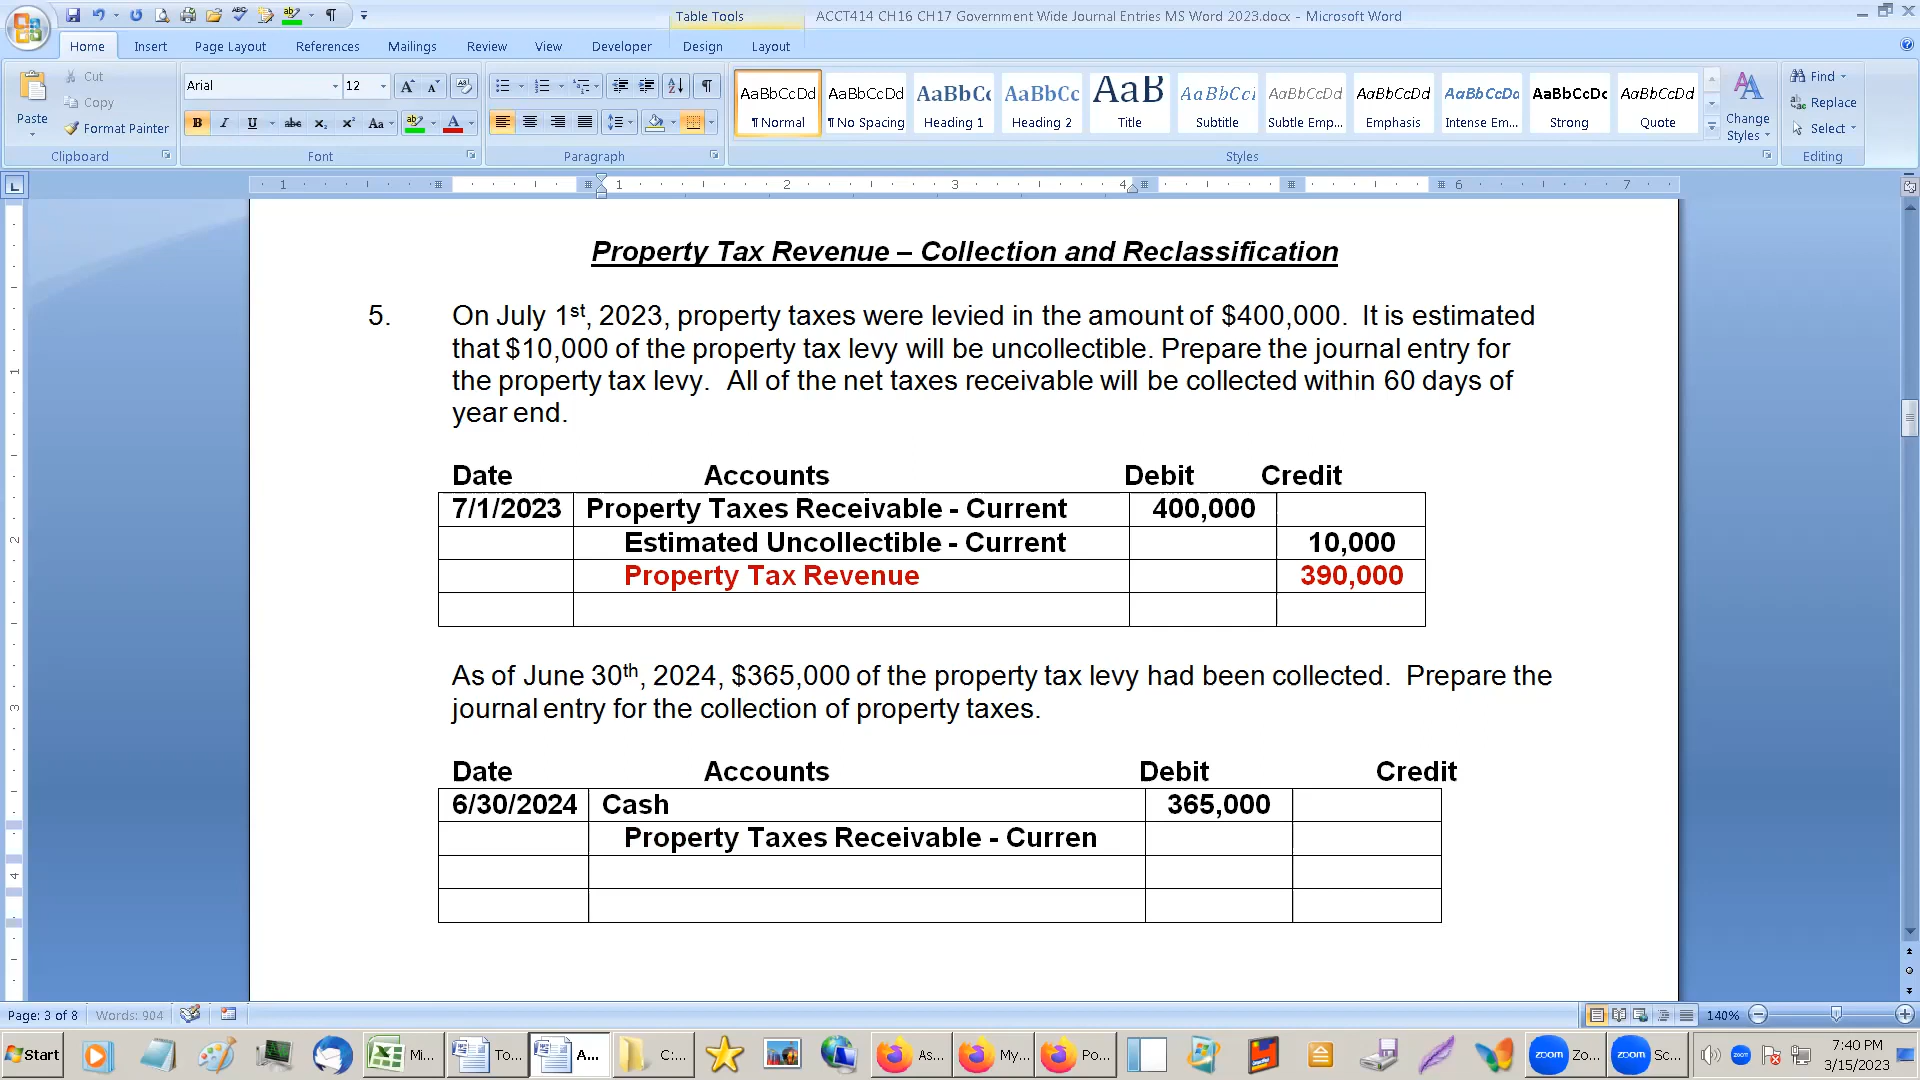 Table Tools
ACCT414 CH16 CH17 Government Wide Journal Entries MS Word 2023.docx - Microsoft Word
Home Insert Page Layout References Mailings Review View Developer Design Layout
Paste
Cut
Copy
Format Painter
Clipboard
Arial 12
Font
Paragraph
AaBbCcDd AaBbCcDd AaBbCc AaBbCc AaB AaBbCcI AaBbCcDd AaBbCcDd AaBbCcDd AaBbCcDc AaBbCcDd
¶ Normal ¶ No Spacing Heading 1 Heading 2 Title Subtitle Subtle Emp... Emphasis Intense Em... Strong Quote
Change Styles
Styles
Find
Replace
Select
Editing
Property Tax Revenue – Collection and Reclassification
5. On July 1st, 2023, property taxes were levied in the amount of $400,000. It is estimated
that $10,000 of the property tax levy will be uncollectible. Prepare the journal entry for
the property tax levy. All of the net taxes receivable will be collected within 60 days of
year end.
Date Accounts Debit Credit
7/1/2023 Property Taxes Receivable - Current 400,000
Estimated Uncollectible - Current 10,000
Property Tax Revenue 390,000
As of June 30th, 2024, $365,000 of the property tax levy had been collected. Prepare the
journal entry for the collection of property taxes.
Date Accounts Debit Credit
6/30/2024 Cash 365,000
Property Taxes Receivable - Curren
Page: 3 of 8 Words: 904 140%
Start Mi... To... A... C:... As... My... Po... Zo... Sc...
7:40 PM
3/15/2023